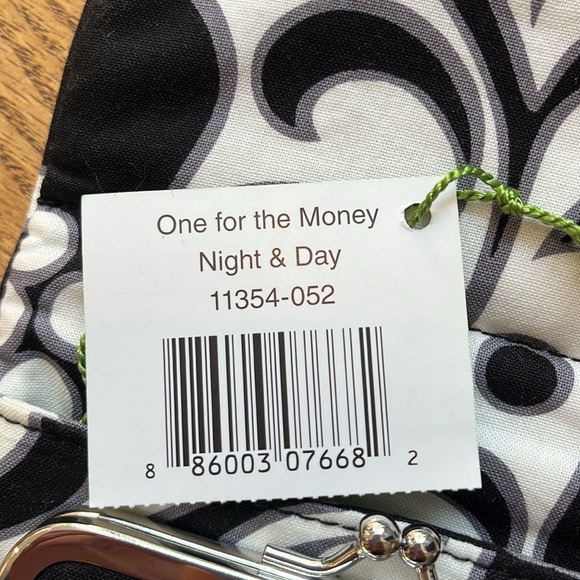 One for the Money
Night & Day
11354-052
8 86003 07668 2